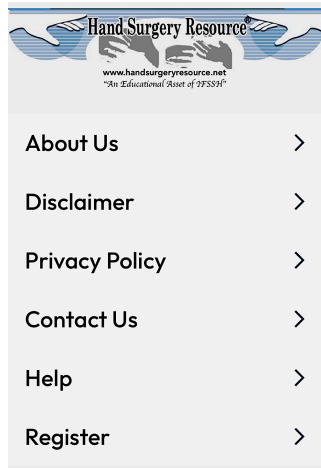 Hand Surgery Resource®
www.handsurgeryresource.net
"An Educational Asset of IFSSH"
About Us
Disclaimer
Privacy Policy
Contact Us
Help
Register